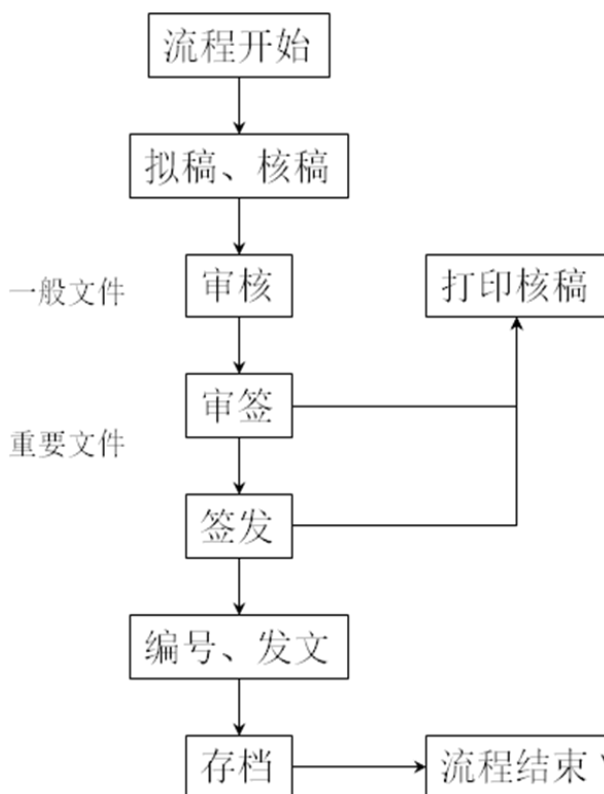 流程开始
拟稿、核稿
一般文件
审核
打印核稿
审签
重要文件
签发
编号、发文
存档
流程结束